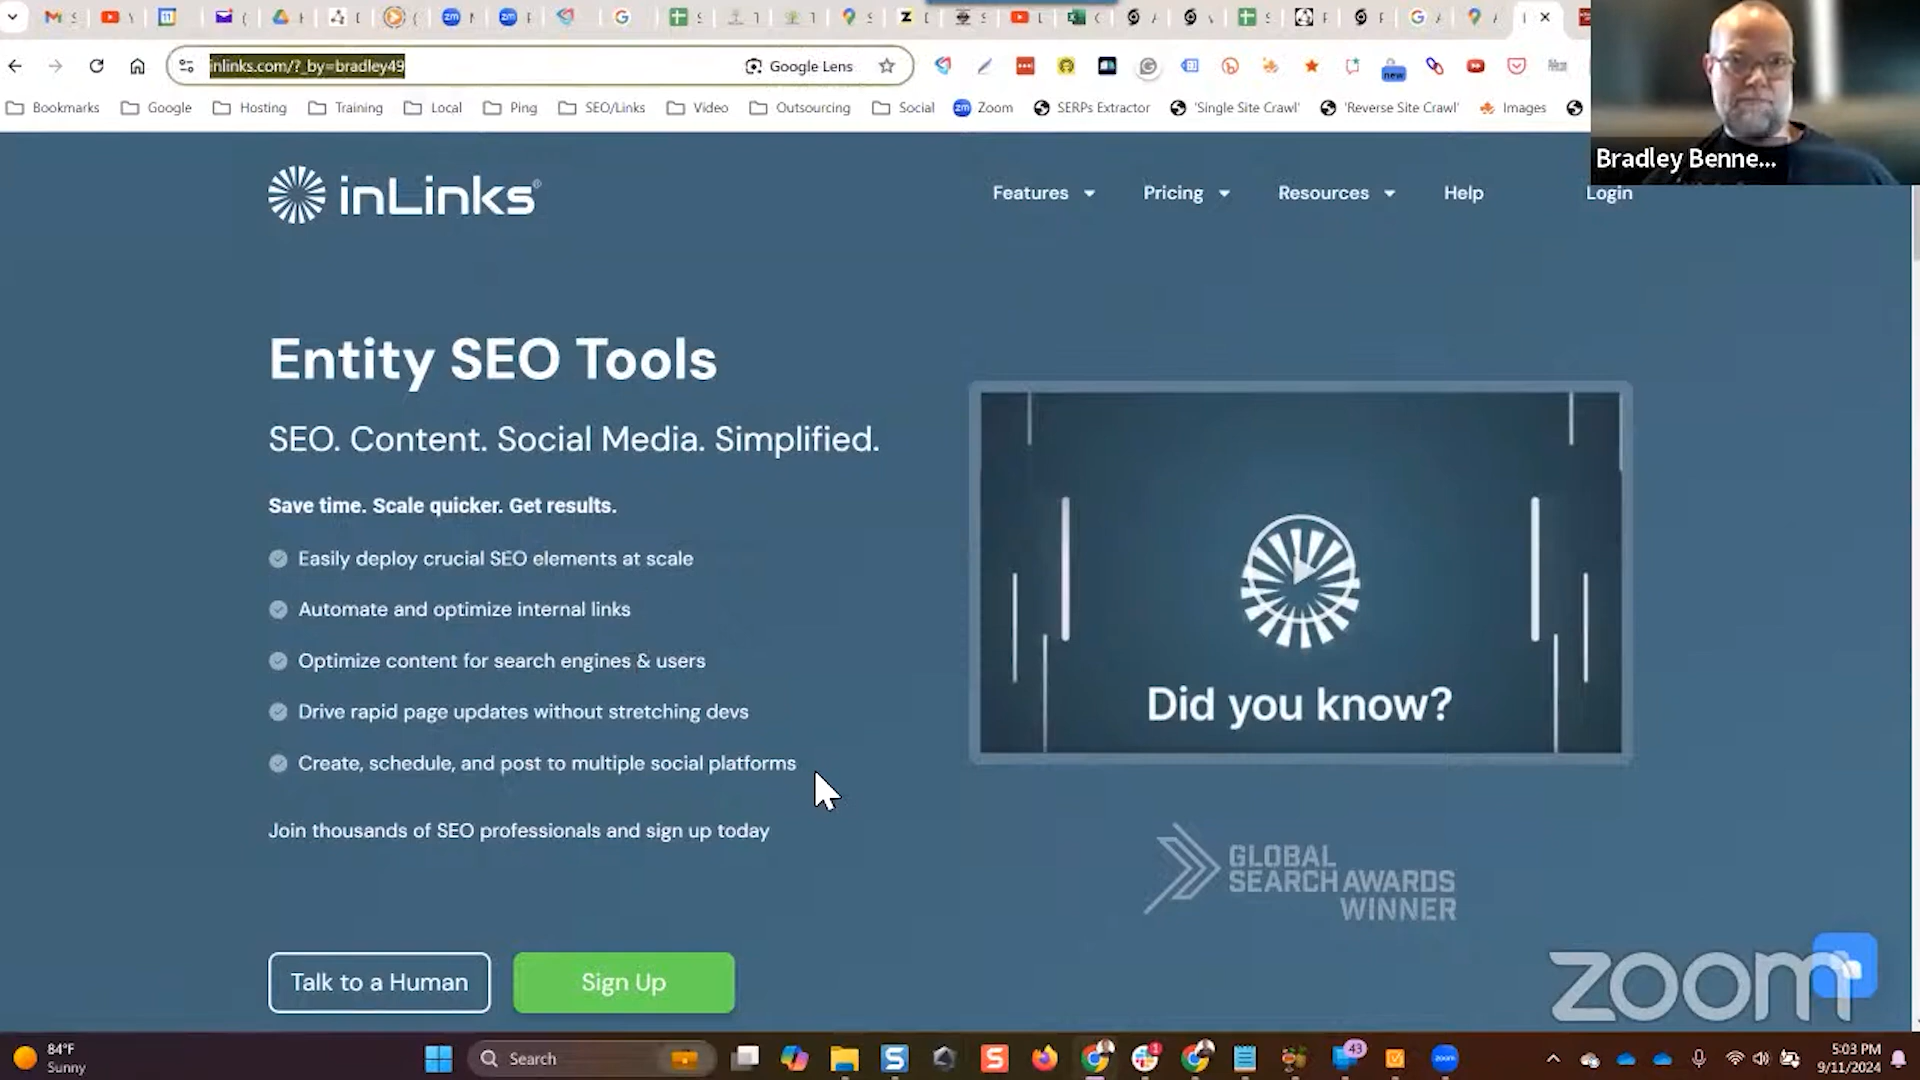 inlinks.com/?_by=bradley49
Google Lens
new
Bookmarks
Google
Hosting
Training
Local
Ping
SEO/Links
Video
Outsourcing
Social
Zoom
SERPs Extractor
'Single Site Crawl'
'Reverse Site Crawl'
Images
Bradley Benne...
inLinks®
Features
Pricing
Resources
Help
Login
Entity SEO Tools
SEO. Content. Social Media. Simplified.
Save time. Scale quicker. Get results.
Easily deploy crucial SEO elements at scale
Automate and optimize internal links
Optimize content for search engines & users
Drive rapid page updates without stretching devs
Create, schedule, and post to multiple social platforms
Join thousands of SEO professionals and sign up today
Did you know?
GLOBAL
SEARCH AWARDS
WINNER
Talk to a Human
Sign Up
zoom
84°F
Sunny
Search
43
5:03 PM
9/11/2024